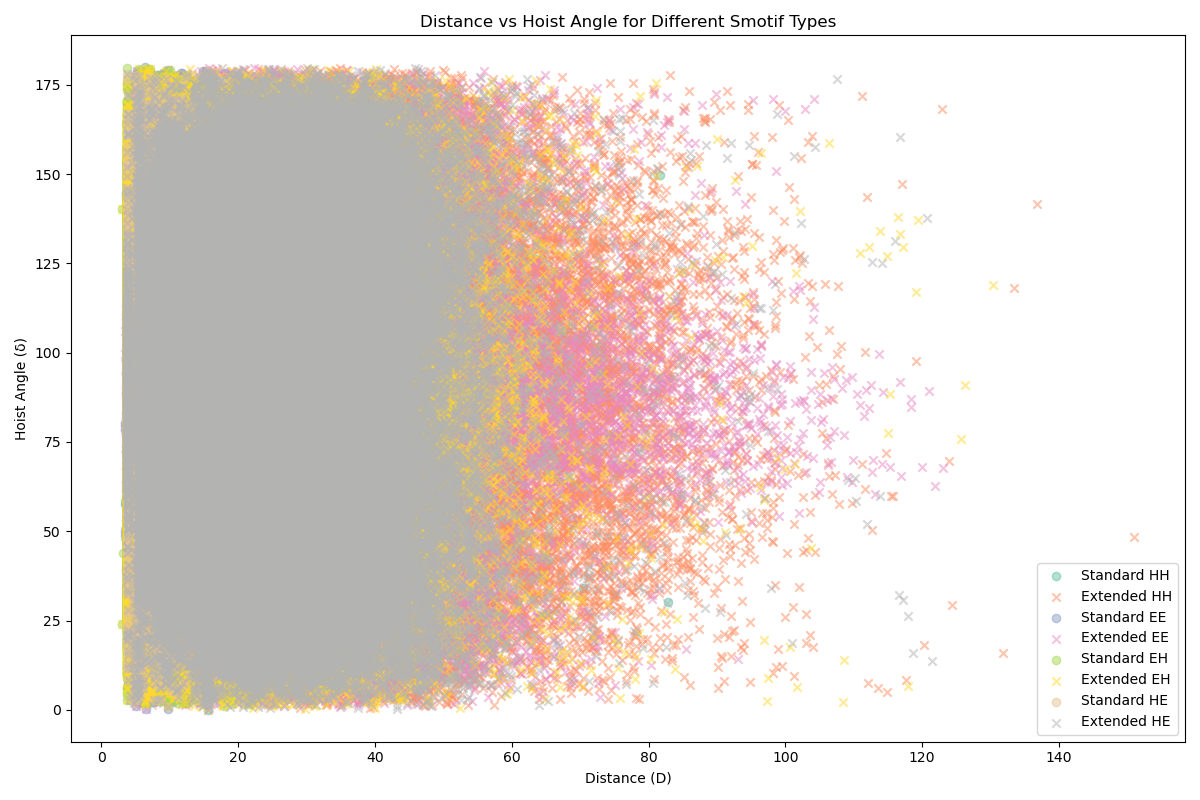 Distance vs Hoist Angle for Different Smotif Types
Hoist Angle (δ)
175
150
125
100
75
50
25
0
0 20 40 60 80 100 120 140
Distance (D)
Standard HH
Extended HH
Standard EE
Extended EE
Standard EH
Extended EH
Standard HE
Extended HE